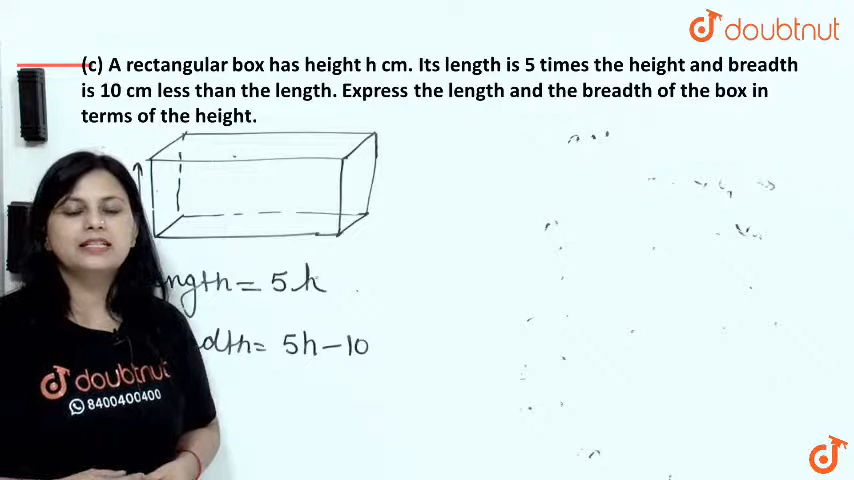 doubtnut
(c) A rectangular box has height h cm. Its length is 5 times the height and breadth
is 10 cm less than the length. Express the length and the breadth of the box in
terms of the height.
= 5h
= 5h-10
doubtnut
8400400400